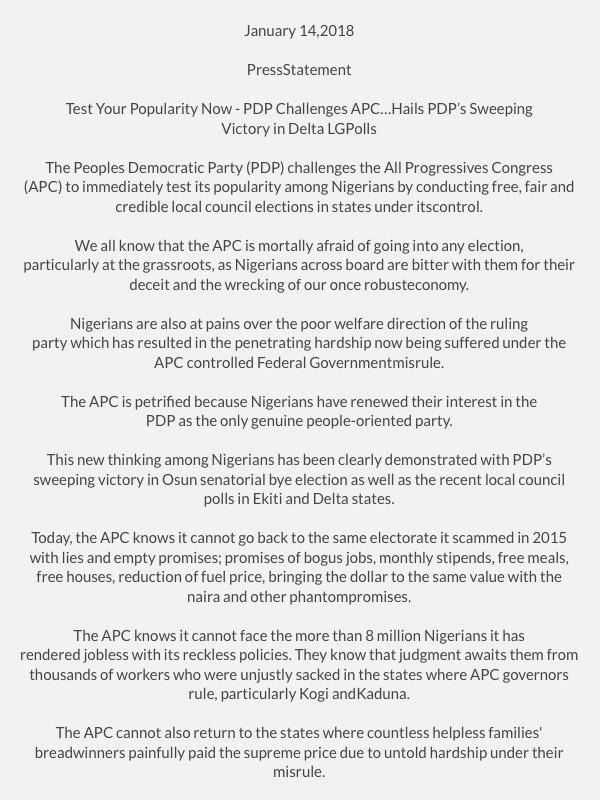 January 14,2018
PressStatement
Test Your Popularity Now - PDP Challenges APC...Hails PDP's Sweeping
Victory in Delta LGPolls
The Peoples Democratic Party (PDP) challenges the All Progressives Congress
(APC) to immediately test its popularity among Nigerians by conducting free, fair and
credible local council elections in states under itscontrol.
We all know that the APC is mortally afraid of going into any election,
particularly at the grassroots, as Nigerians across board are bitter with them for their
deceit and the wrecking of our once robusteconomy.
Nigerians are also at pains over the poor welfare direction of the ruling
party which has resulted in the penetrating hardship now being suffered under the
APC controlled Federal Governmentmisrule.
The APC is petrified because Nigerians have renewed their interest in the
PDP as the only genuine people-oriented party.
This new thinking among Nigerians has been clearly demonstrated with PDP's
sweeping victory in Osun senatorial bye election as well as the recent local council
polls in Ekiti and Delta states.
Today, the APC knows it cannot go back to the same electorate it scammed in 2015
with lies and empty promises; promises of bogus jobs, monthly stipends, free meals,
free houses, reduction of fuel price, bringing the dollar to the same value with the
naira and other phantompromises.
The APC knows it cannot face the more than 8 million Nigerians it has
rendered jobless with its reckless policies. They know that judgment awaits them from
thousands of workers who were unjustly sacked in the states where APC governors
rule, particularly Kogi andKaduna.
The APC cannot also return to the states where countless helpless families'
breadwinners painfully paid the supreme price due to untold hardship under their
misrule.